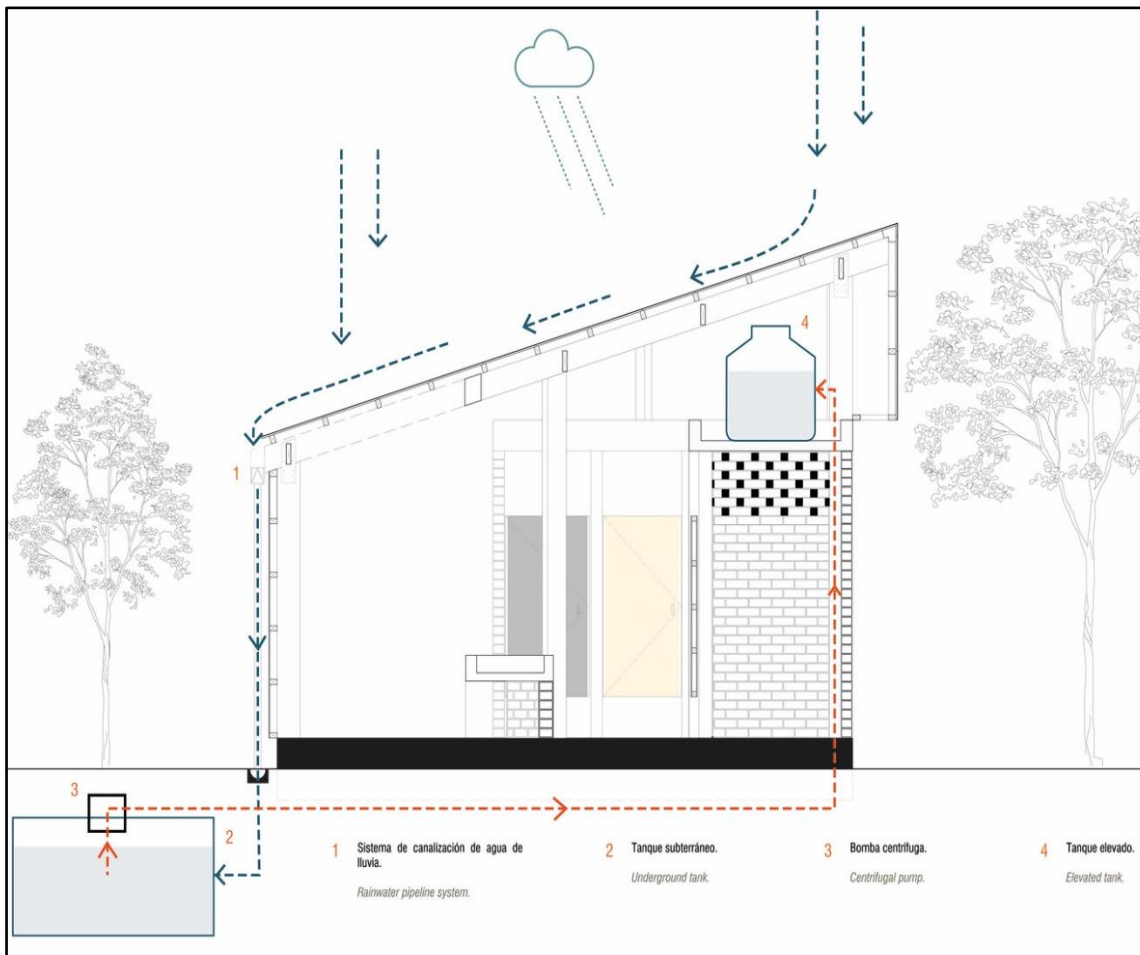 4
1
3
2
1 Sistema de canalización de agua de
lluvia.
Rainwater pipeline system.
2 Tanque subterráneo.
Underground tank.
3 Bomba centrífuga.
Centrifugal pump.
4 Tanque elevado.
Elevated tank.